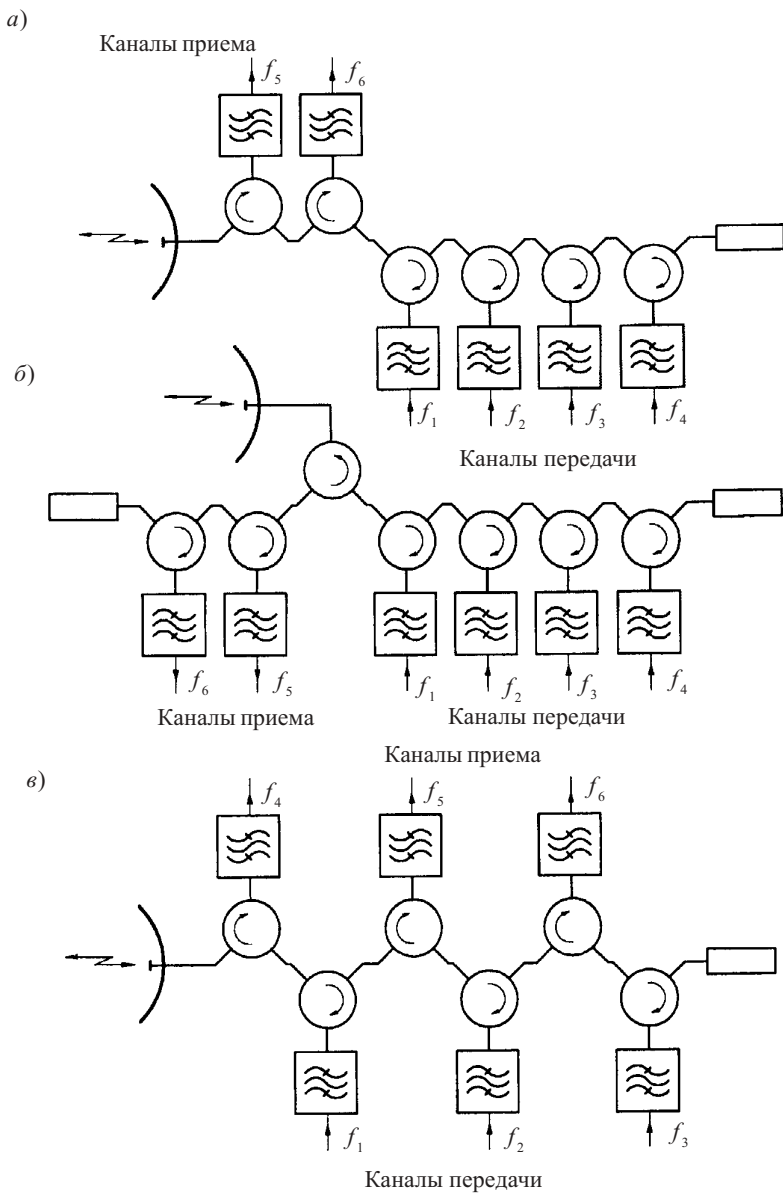 а)
Каналы приема
f5 f6
f1 f2 f3 f4
Каналы передачи
б)
f6 f5 f1 f2 f3 f4
Каналы приема Каналы передачи
Каналы приема
в)
f4 f5 f6
f1 f2 f3
Каналы передачи